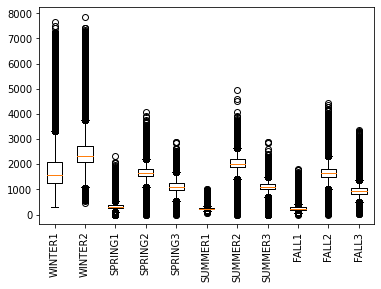 8000
7000
6000
5000
4000
3000
2000
1000
0
WINTER1
WINTER2
SPRING1
SPRING2
SPRING3
SUMMER1
SUMMER2
SUMMER3
FALL1
FALL2
FALL3